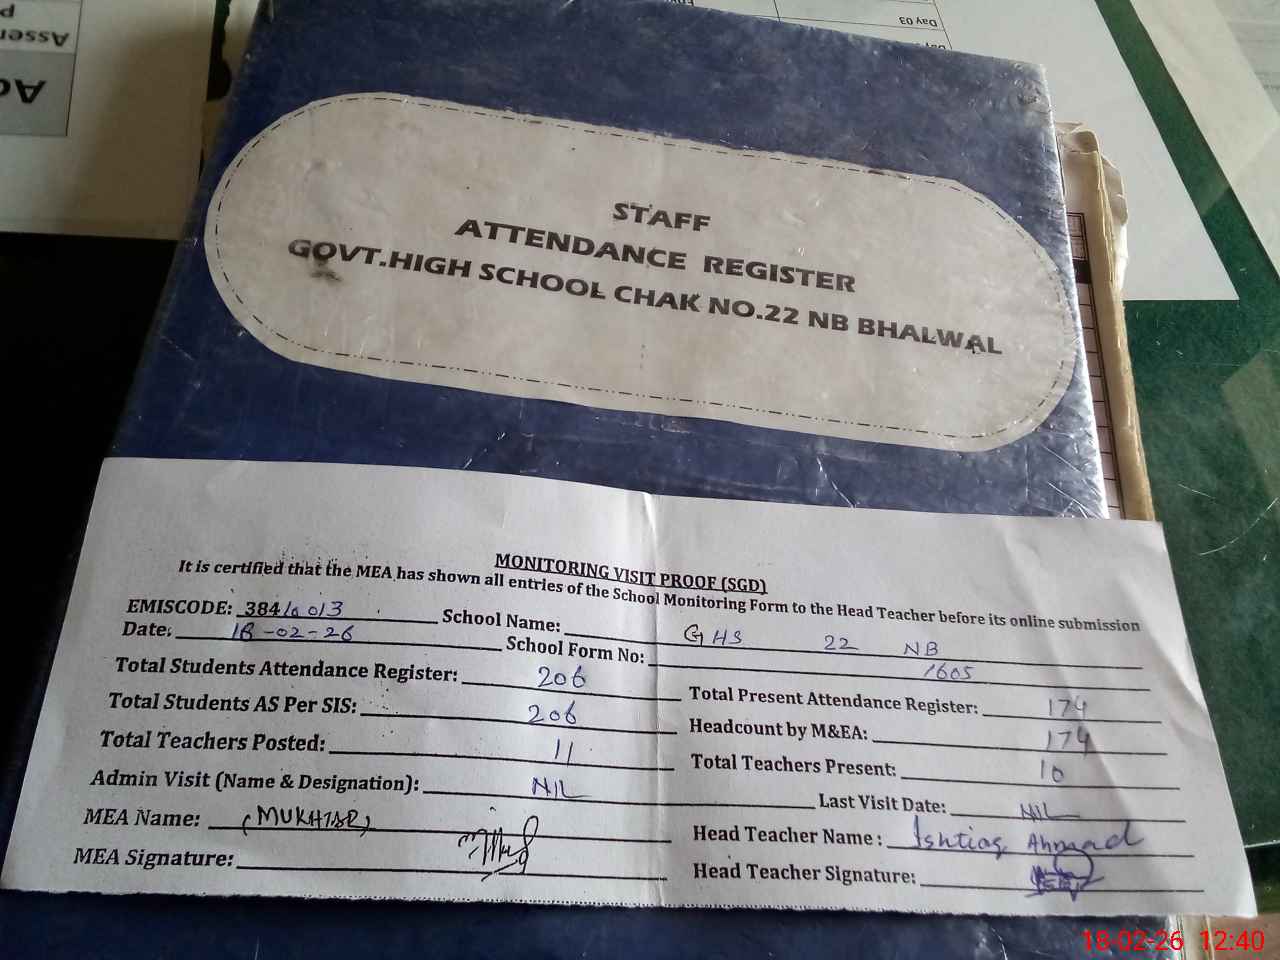 Day 03
STAFF
ATTENDANCE REGISTER
GOVT.HIGH SCHOOL CHAK NO.22 NB BHALWAL
MONITORING VISIT PROOF (SGD)
It is certified that the MEA has shown all entries of the School Monitoring Form to the Head Teacher before its online submission
EMISCODE: 38410013 School Name: GHS 22 NB
Date: 18-02-26 School Form No: 1605
Total Students Attendance Register: 206 Total Present Attendance Register: 174
Total Students AS Per SIS: 206 Headcount by M&EA: 174
Total Teachers Posted: 11 Total Teachers Present: 10
Admin Visit (Name & Designation): NIL Last Visit Date: NIL
MEA Name: (MUKHTAR) Head Teacher Name : Ishtiaq Ahmad
MEA Signature: Head Teacher Signature:
18-02-26 12:40